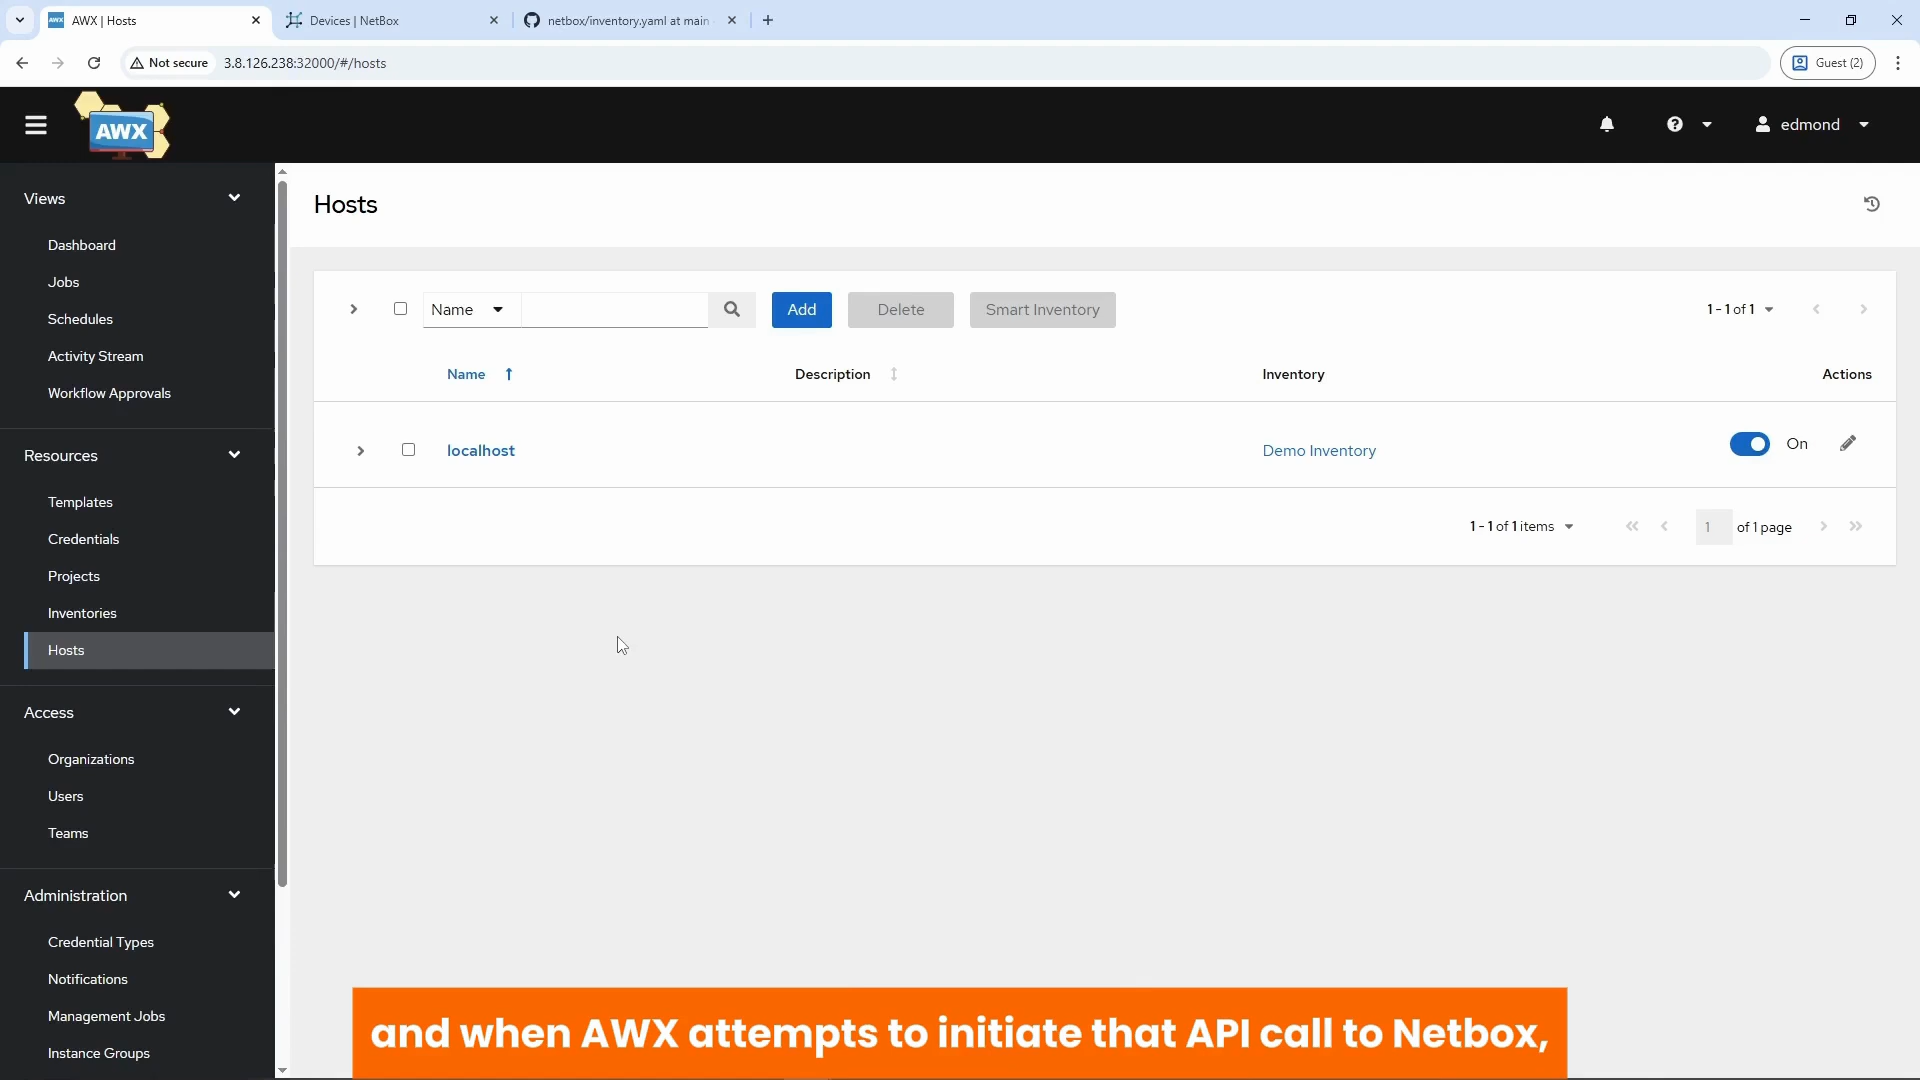 AWX | Hosts
Devices | NetBox
netbox/inventory.yaml at main
Not secure
3.8.126.238:32000/#/hosts
Guest (2)
AWX
edmond
Views
Dashboard
Jobs
Schedules
Activity Stream
Workflow Approvals
Resources
Templates
Credentials
Projects
Inventories
Hosts
Access
Organizations
Users
Teams
Administration
Credential Types
Notifications
Management Jobs
Instance Groups
Hosts
Name
Add
Delete
Smart Inventory
1 - 1 of 1
Name
Description
Inventory
Actions
localhost
Demo Inventory
On
1 - 1 of 1 items
1
of 1 page
and when AWX attempts to initiate that API call to Netbox,